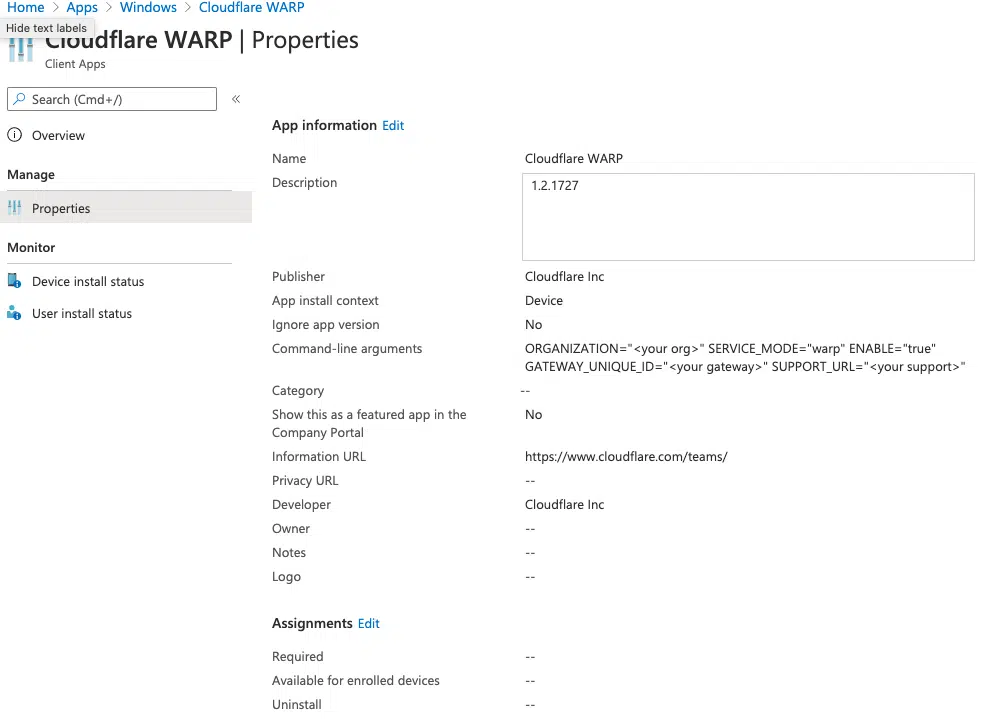 Home > Apps > Windows > Cloudflare WARP
Hide text labels
Cloudflare WARP | Properties
Client Apps
Search (Cmd+/)
«
Overview
Manage
Properties
Monitor
Device install status
User install status
App information Edit
Name Cloudflare WARP
Description 1.2.1727
Publisher Cloudflare Inc
App install context Device
Ignore app version No
Command-line arguments ORGANIZATION="<your org>" SERVICE_MODE="warp" ENABLE="true"
GATEWAY_UNIQUE_ID="<your gateway>" SUPPORT_URL="<your support>"
Category --
Show this as a featured app in the No
Company Portal
Information URL https://www.cloudflare.com/teams/
Privacy URL --
Developer Cloudflare Inc
Owner --
Notes --
Logo --
Assignments Edit
Required --
Available for enrolled devices --
Uninstall --